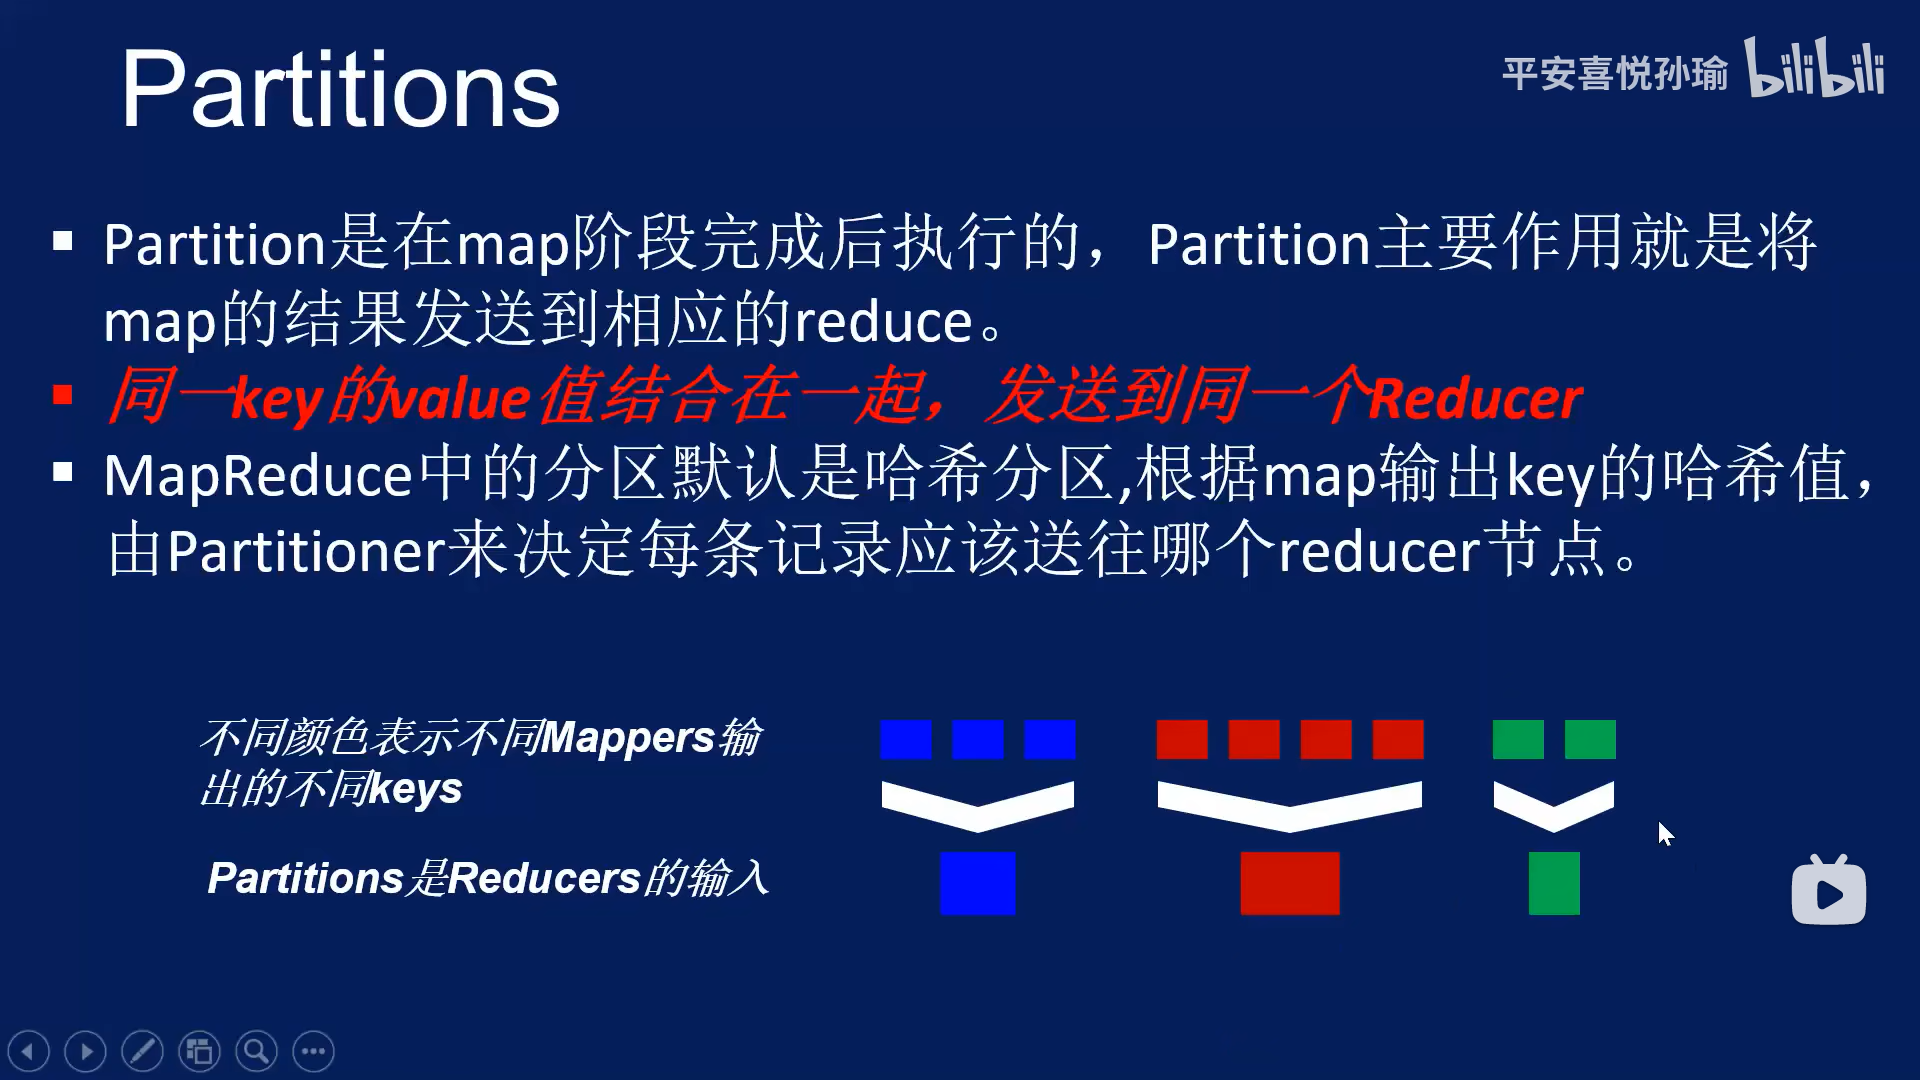 Partitions
平安喜悦孙瑜 bilibili
Partition是在map阶段完成后执行的，Partition主要作用就是将
map的结果发送到相应的reduce。
同一key的value值结合在一起，发送到同一个Reducer
MapReduce中的分区默认是哈希分区,根据map输出key的哈希值，
由Partitioner来决定每条记录应该送往哪个reducer节点。
不同颜色表示不同Mappers输
出的不同keys
Partitions是Reducers的输入